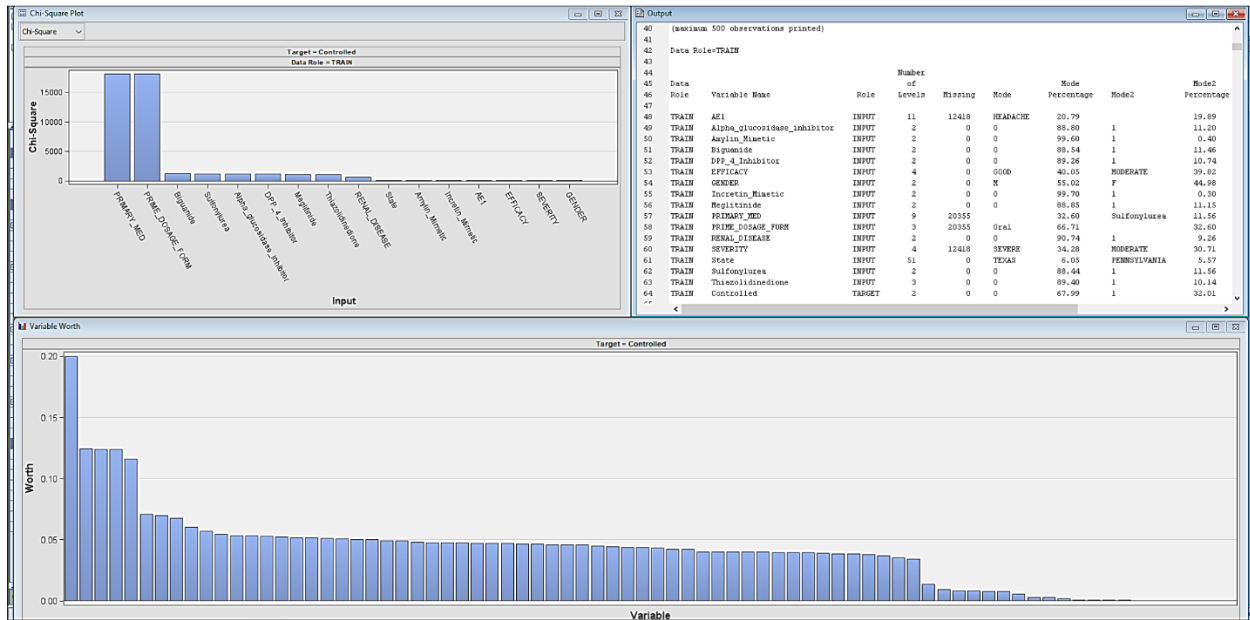 Chi-Square Plot
Chi-Square
Target = Controlled
Data Role = TRAIN
Chi-Square
15000
10000
5000
0
PRIMARY_MED
PRIME_DOSAGE_FORM
Biguanide
Sulfonylurea
Alpha_glucosidase_inhibitor
DPP_4_Inhibitor
Meglitinide
Thiazolidinedione
RENAL_DISEASE
State
Amylin_Mimetic
Incretin_Mimetic
AE1
EFFICACY
SEVERITY
GENDER
Input
Output
40 (maximum 500 observations printed)
41
42 Data Role=TRAIN
43
44 Number
45 Data of Mode Mode2
46 Role Variable Name Role Levels Missing Mode Percentage Mode2 Percentage
47
48 TRAIN AE1 INPUT 11 12418 HEADACHE 20.79 19.89
49 TRAIN Alpha_glucosidase_inhibitor INPUT 2 0 0 88.80 1 11.20
50 TRAIN Amylin_Mimetic INPUT 2 0 0 99.60 1 0.40
51 TRAIN Biguanide INPUT 2 0 0 88.54 1 11.46
52 TRAIN DPP_4_Inhibitor INPUT 2 0 0 89.26 1 10.74
53 TRAIN EFFICACY INPUT 4 0 GOOD 40.05 MODERATE 39.82
54 TRAIN GENDER INPUT 2 0 M 55.02 F 44.98
55 TRAIN Incretin_Mimetic INPUT 2 0 0 99.70 1 0.30
56 TRAIN Meglitinide INPUT 2 0 0 88.85 1 11.15
57 TRAIN PRIMARY_MED INPUT 9 20355 32.60 Sulfonylurea 11.56
58 TRAIN PRIME_DOSAGE_FORM INPUT 3 20355 Oral 66.71 32.60
59 TRAIN RENAL_DISEASE INPUT 2 0 0 90.74 1 9.26
60 TRAIN SEVERITY INPUT 4 12418 SEVERE 34.28 MODERATE 30.71
61 TRAIN State INPUT 51 0 TEXAS 6.05 PENNSYLVANIA 5.57
62 TRAIN Sulfonylurea INPUT 2 0 0 88.44 1 11.56
63 TRAIN Thiazolidinedione INPUT 3 0 0 89.40 1 10.14
64 TRAIN Controlled TARGET 2 0 0 67.99 1 32.01
Variable Worth
Target = Controlled
Worth
0.20
0.15
0.10
0.05
0.00
Variable